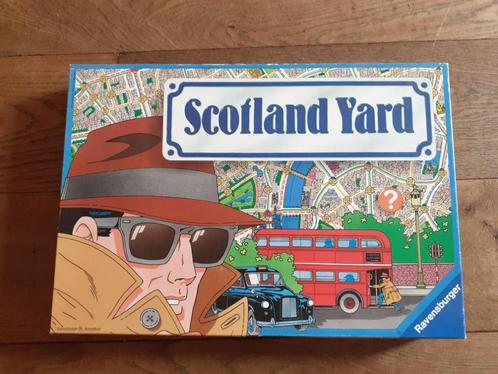 Scotland Yard
?
Ravensburger